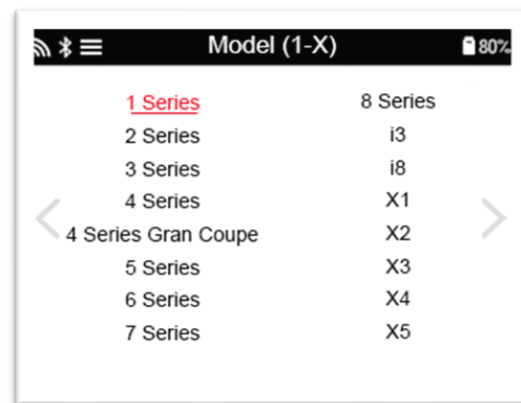 Model (1-X)
80%
1 Series
2 Series
3 Series
4 Series
4 Series Gran Coupe
5 Series
6 Series
7 Series
8 Series
i3
i8
X1
X2
X3
X4
X5